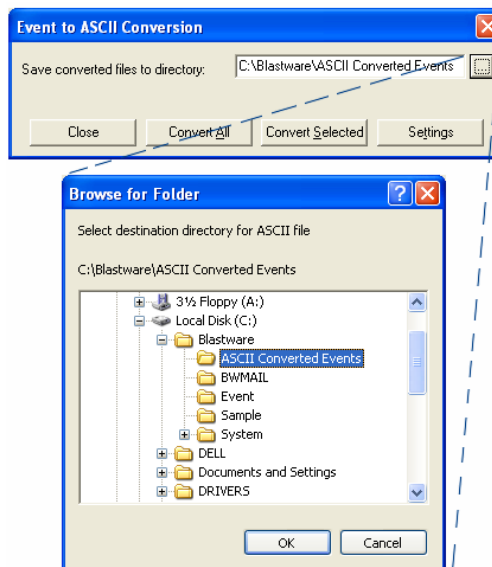 Event to ASCII Conversion
Save converted files to directory: C:\Blastware\ASCII Converted Events ...
Close Convert All Convert Selected Settings
Browse for Folder
Select destination directory for ASCII file
C:\Blastware\ASCII Converted Events
3½ Floppy (A:)
Local Disk (C:)
Blastware
ASCII Converted Events
BWMAIL
Event
Sample
System
DELL
Documents and Settings
DRIVERS
OK Cancel